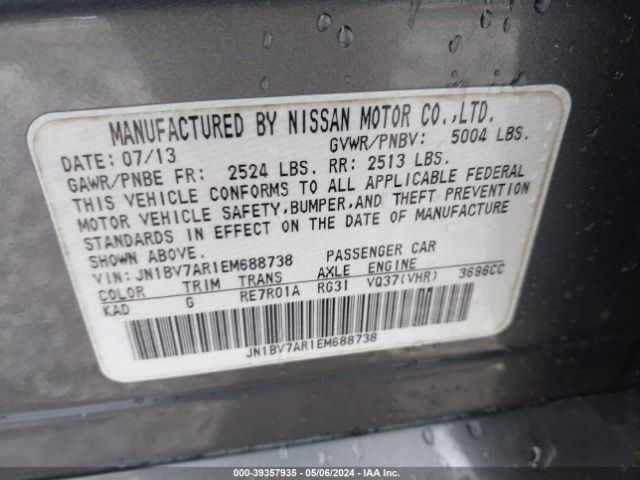 MANUFACTURED BY NISSAN MOTOR CO.,LTD.
DATE: 07/13 GVWR/PNBV: 5004 LBS.
GAWR/PNBE FR: 2524 LBS. RR: 2513 LBS.
THIS VEHICLE CONFORMS TO ALL APPLICABLE FEDERAL
MOTOR VEHICLE SAFETY,BUMPER,AND THEFT PREVENTION
STANDARDS IN EFFECT ON THE DATE OF MANUFACTURE
SHOWN ABOVE.
VIN: JN1BV7AR1EM688738 PASSENGER CAR
COLOR TRIM TRANS AXLE ENGINE
KAD G RE7R01A RG31 VQ37(VHR) 3696CC
JN1BV7AR1EM688738
000-39357935 - 05/06/2024 - IAA Inc.